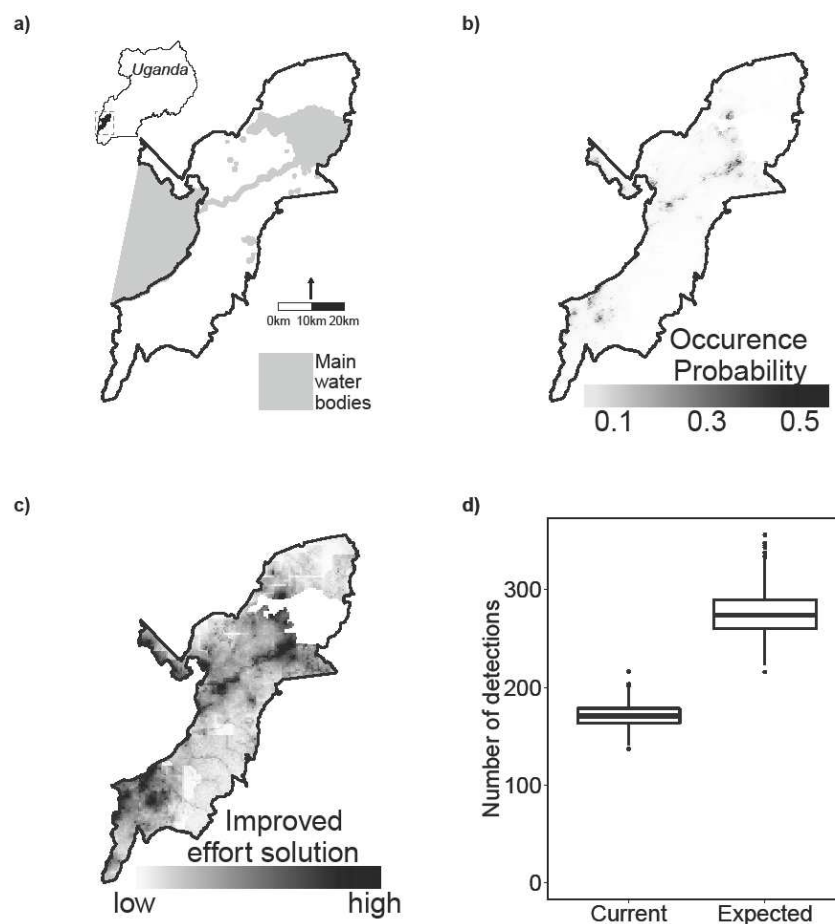 a)
Uganda
0km 10km 20km
Main
water
bodies
b)
Occurence
Probability
0.1 0.3 0.5
c)
Improved
effort solution
low high
d)
Number of detections
300
200
100
0
Current Expected